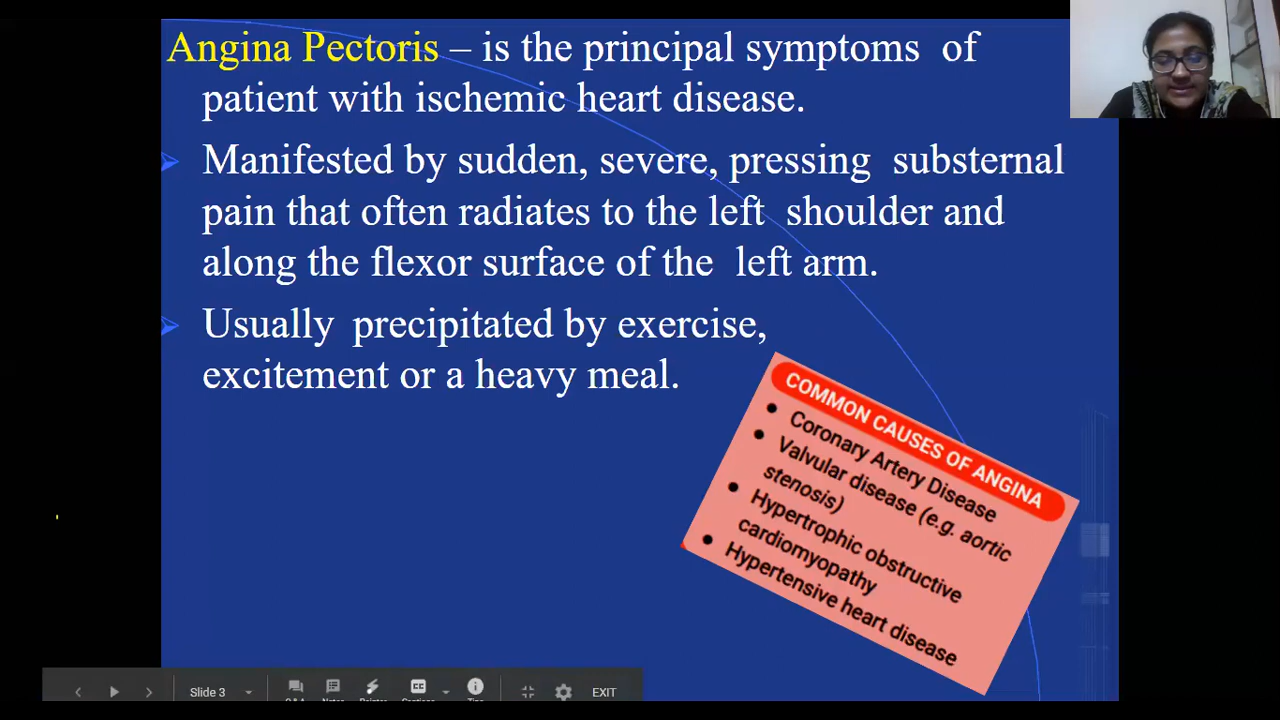 Angina Pectoris – is the principal symptoms of
patient with ischemic heart disease.
Manifested by sudden, severe, pressing substernal
pain that often radiates to the left shoulder and
along the flexor surface of the left arm.
Usually precipitated by exercise,
excitement or a heavy meal.
COMMON CAUSES OF ANGINA
Coronary Artery Disease
Valvular disease (e.g. aortic
stenosis)
Hypertrophic obstructive
cardiomyopathy
Hypertensive heart disease
Slide 3
EXIT